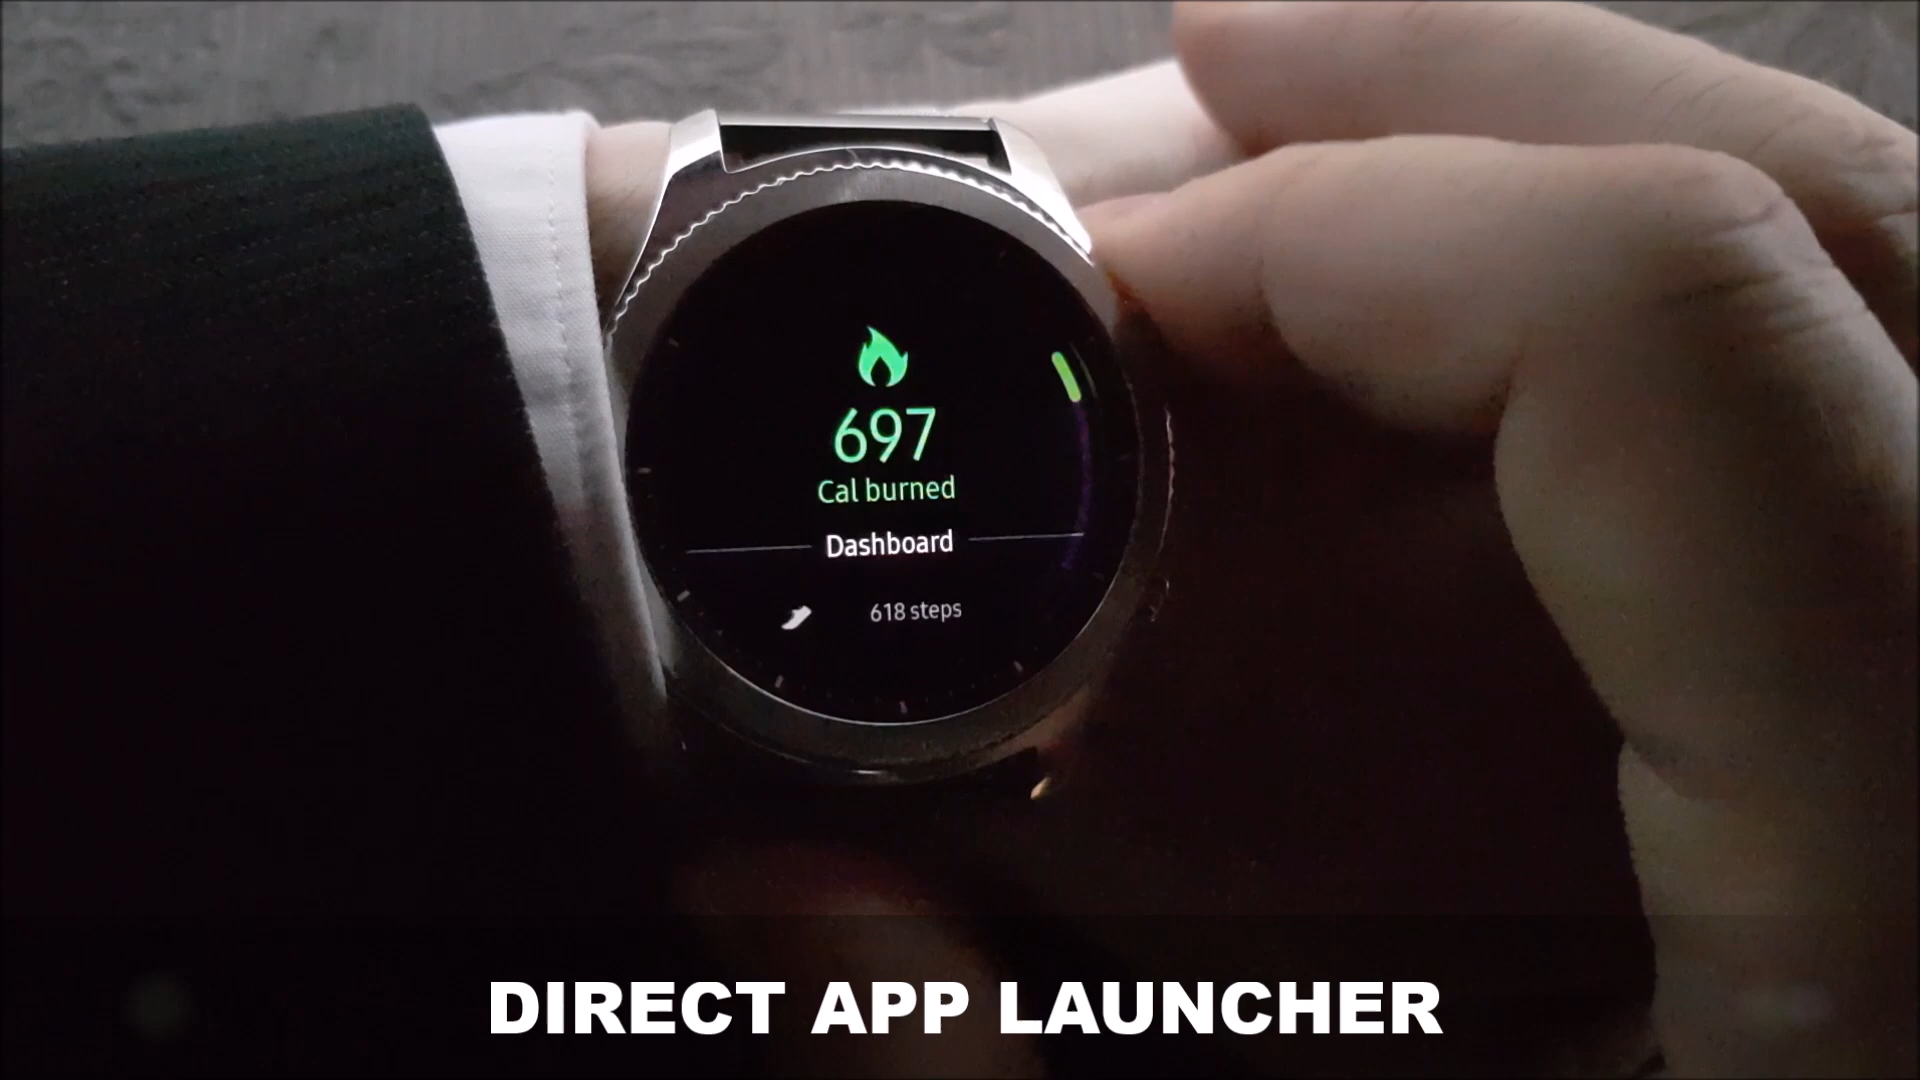 697
Cal burned
Dashboard
618 steps
DIRECT APP LAUNCHER